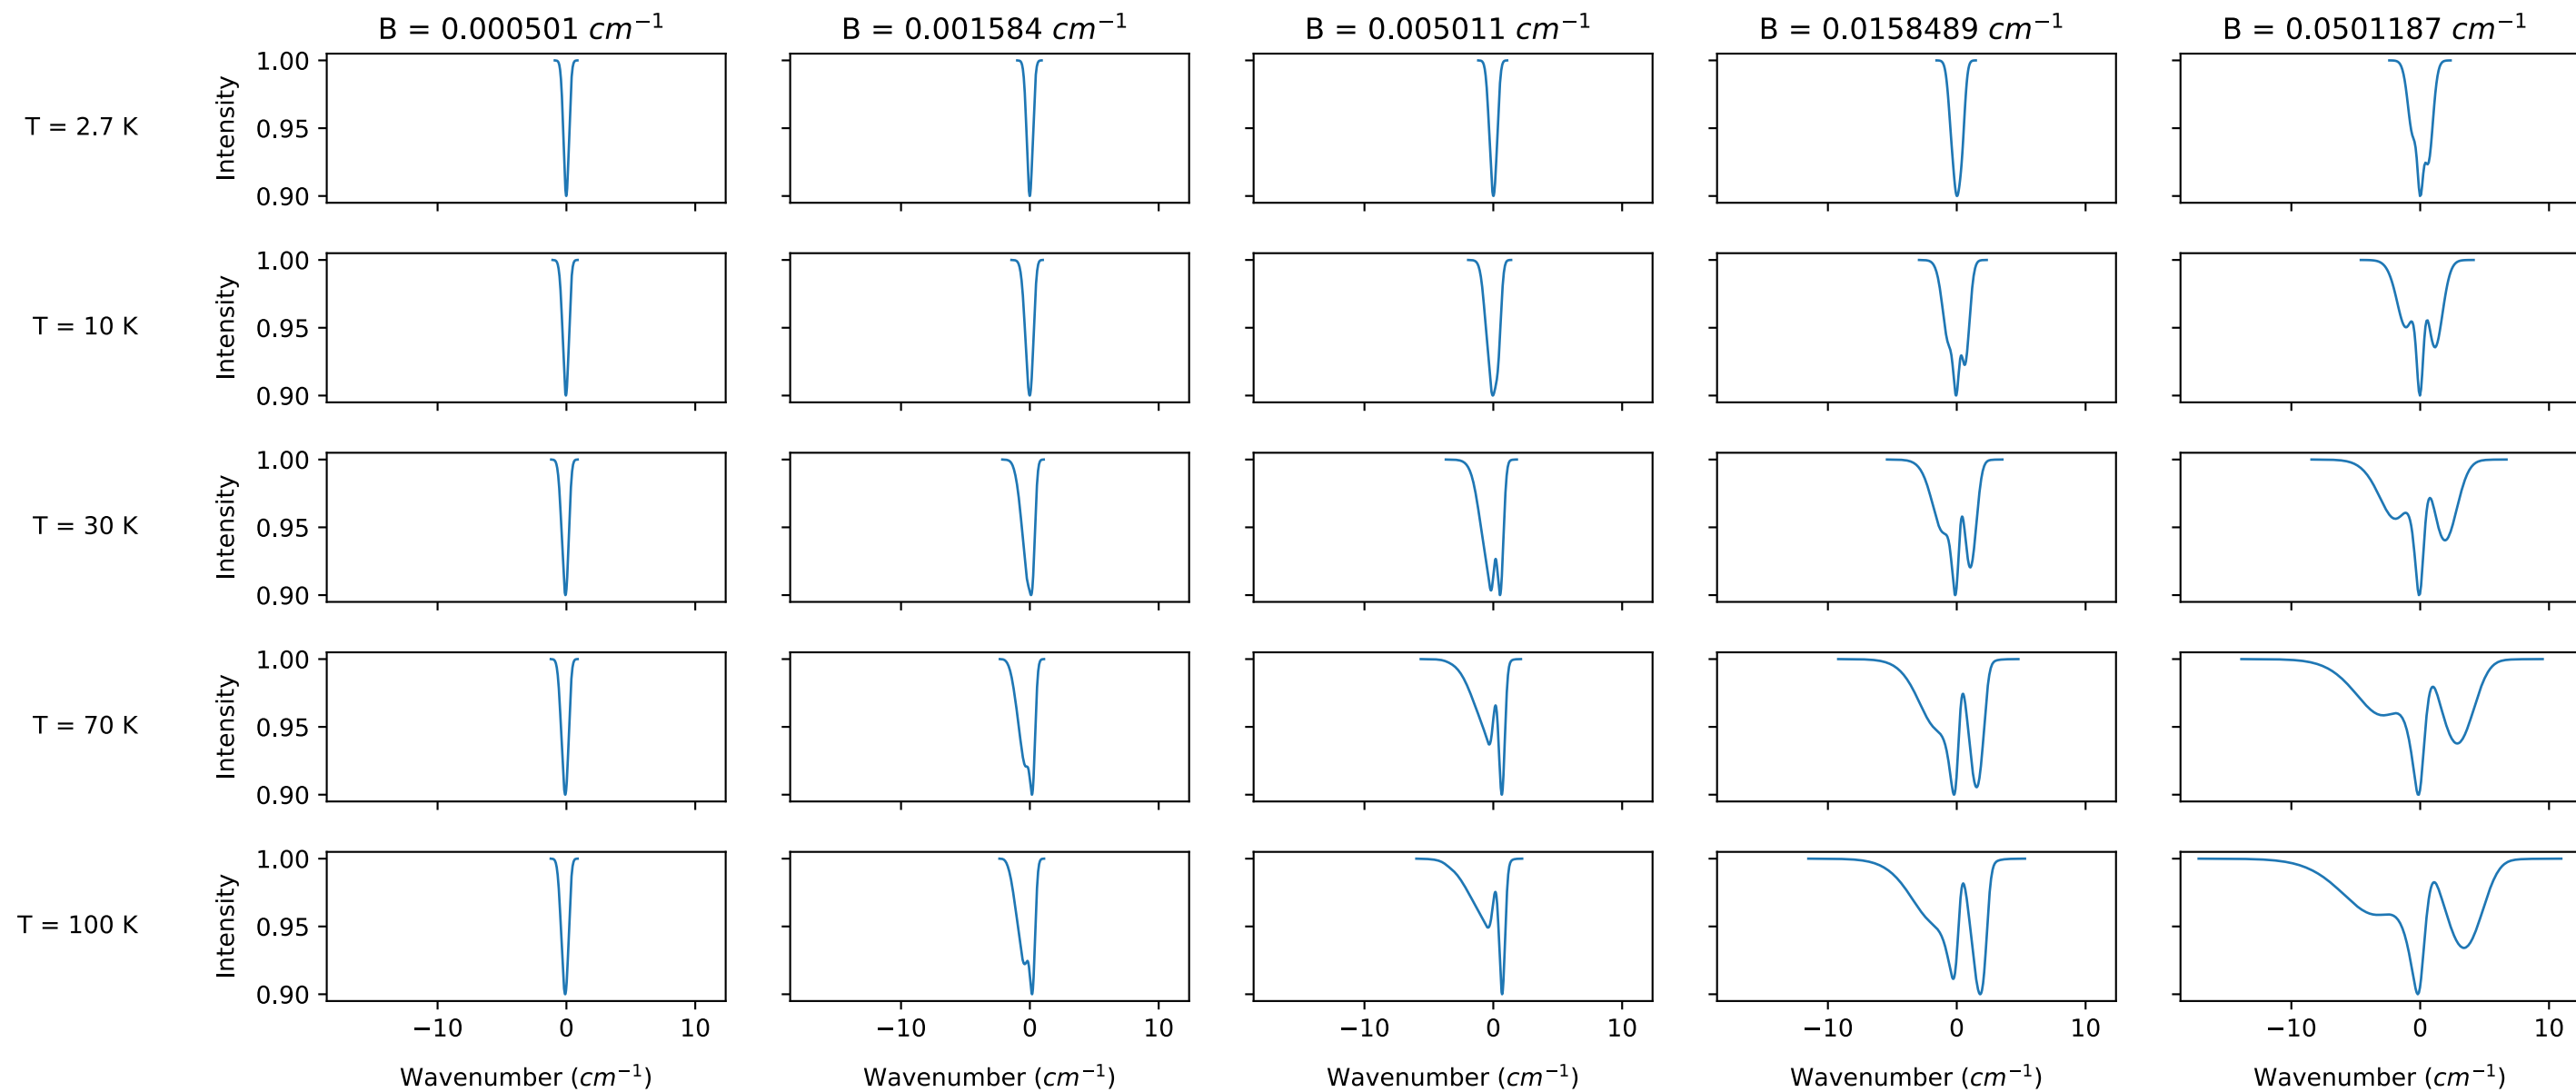 B = 0.000501 cm⁻¹ B = 0.001584 cm⁻¹ B = 0.005011 cm⁻¹ B = 0.0158489 cm⁻¹ B = 0.0501187 cm⁻¹
T = 2.7 K
Intensity
1.00
0.95
0.90
T = 10 K
Intensity
1.00
0.95
0.90
T = 30 K
Intensity
1.00
0.95
0.90
T = 70 K
Intensity
1.00
0.95
0.90
T = 100 K
Intensity
1.00
0.95
0.90
−10 0 10 −10 0 10 −10 0 10 −10 0 10 −10 0 10
Wavenumber (cm⁻¹) Wavenumber (cm⁻¹) Wavenumber (cm⁻¹) Wavenumber (cm⁻¹) Wavenumber (cm⁻¹)